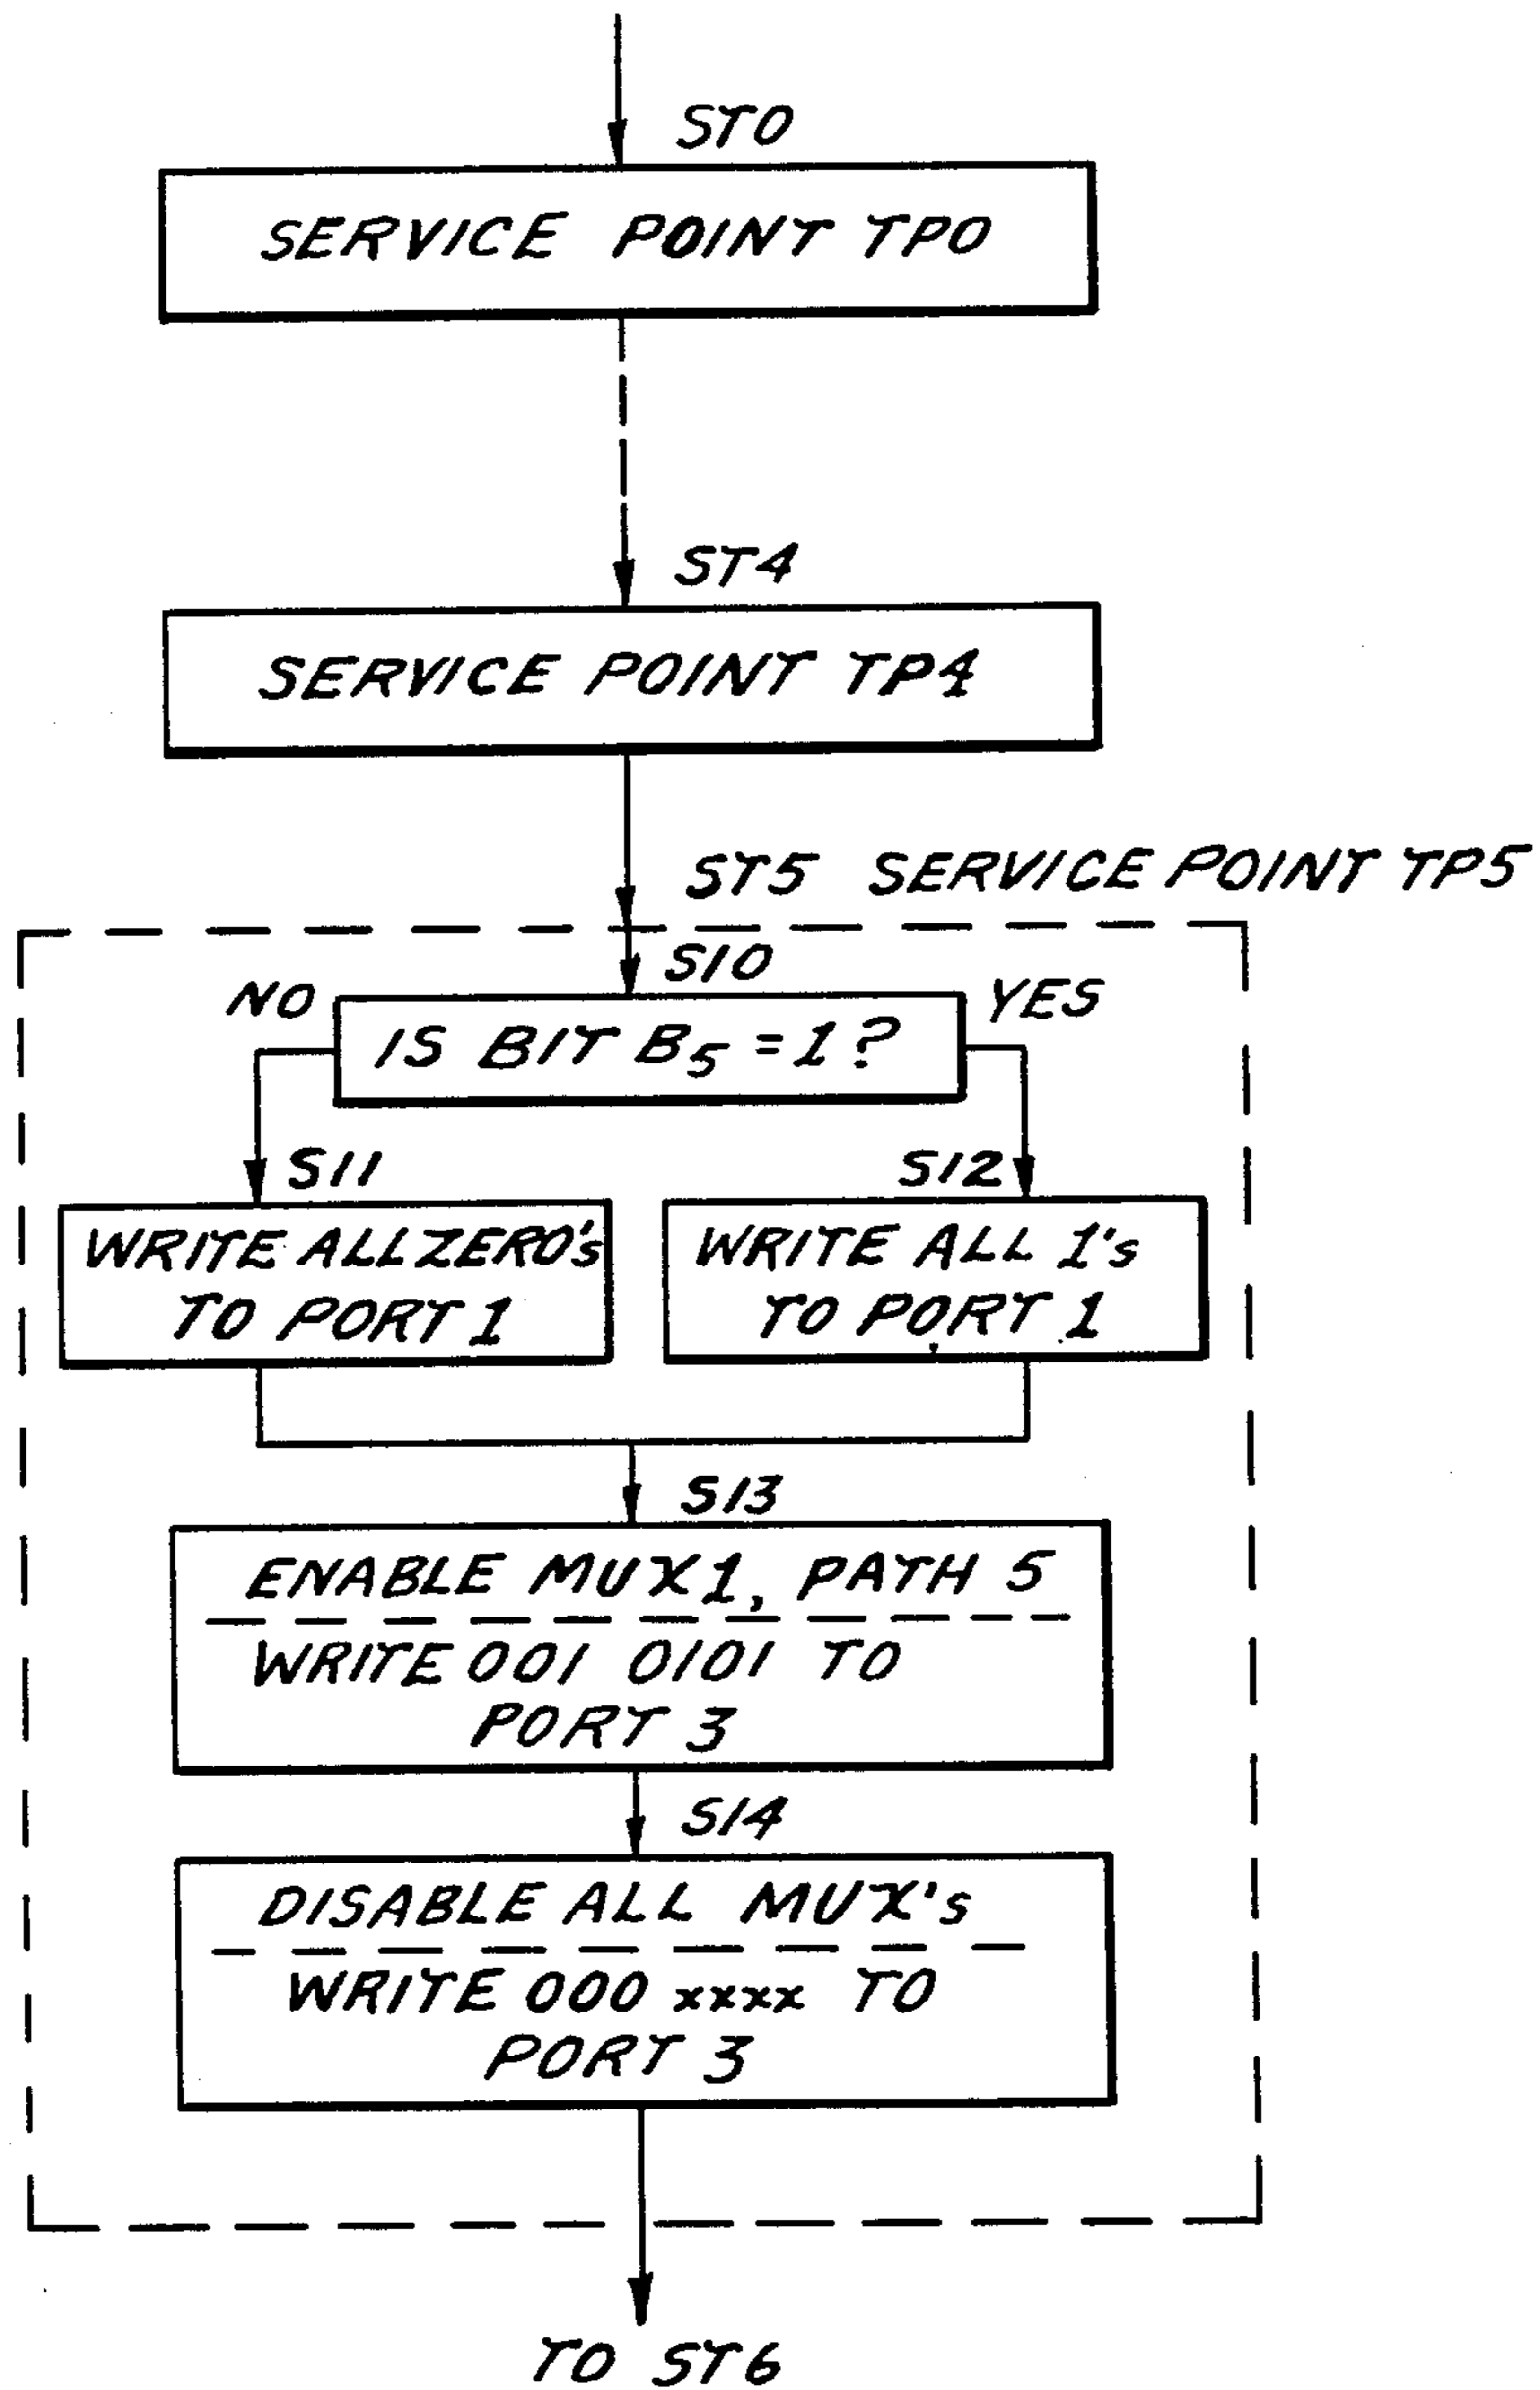 ST0
SERVICE POINT TP0
ST4
SERVICE POINT TP4
ST5 SERVICE POINT TP5
S10
NO
YES
IS BIT B5 = 1?
S11
S12
WRITE ALL ZERO's
TO PORT 1
WRITE ALL 1's
TO PORT 1
S13
ENABLE MUX1, PATH 5
WRITE 001 0101 TO
PORT 3
S14
DISABLE ALL MUX's
WRITE 000 xxxx TO
PORT 3
TO ST6